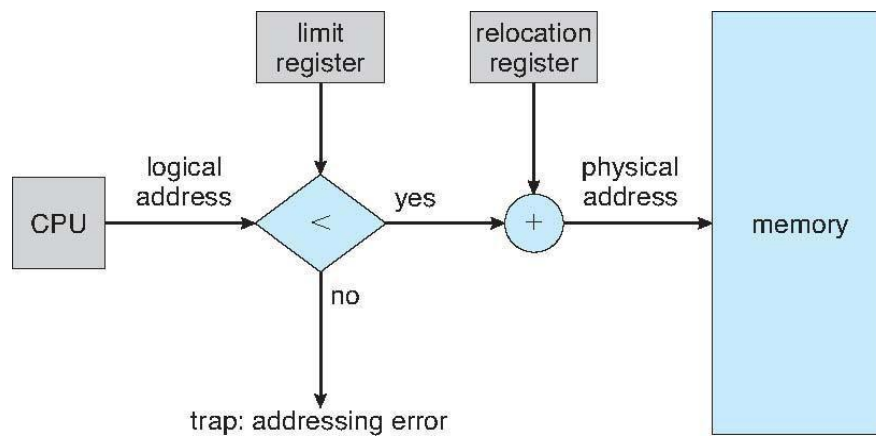 limit
register
relocation
register
logical
address
physical
address
CPU
<
yes
+
memory
no
trap: addressing error